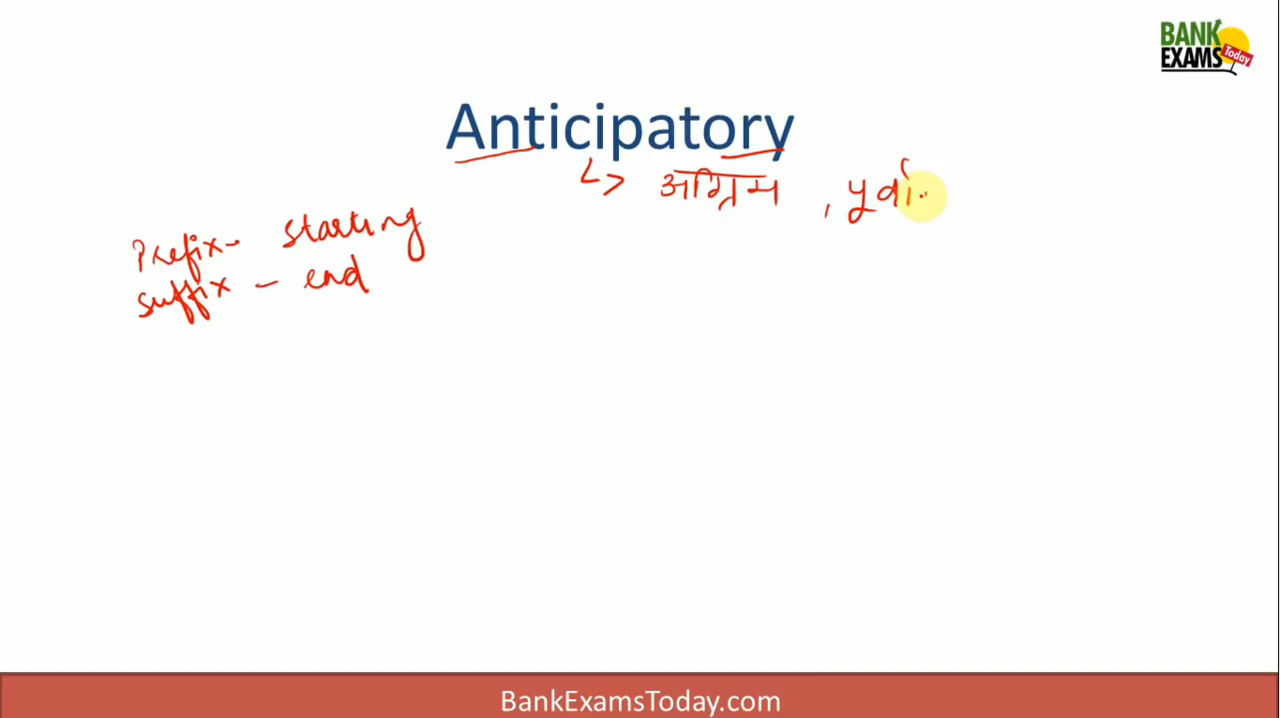 BANK
EXAMS Today
Anticipatory
↳ अग्रिम ,
Prefix - starting
suffix - end
BankExamsToday.com